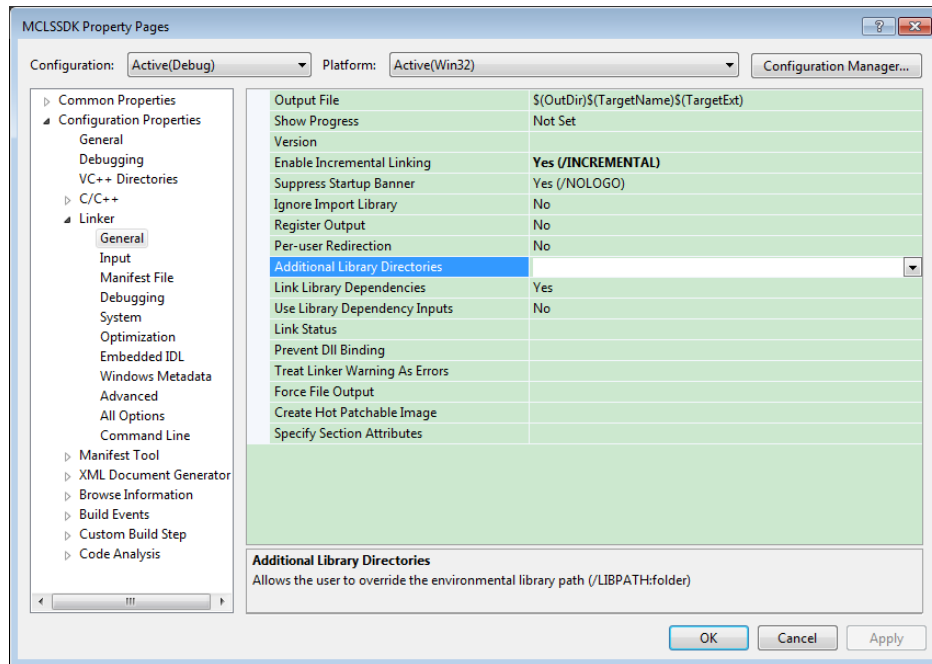 MCLSSDK Property Pages
Configuration: Active(Debug) Platform: Active(Win32) Configuration Manager...
Common Properties
Configuration Properties
General
Debugging
VC++ Directories
C/C++
Linker
General
Input
Manifest File
Debugging
System
Optimization
Embedded IDL
Windows Metadata
Advanced
All Options
Command Line
Manifest Tool
XML Document Generator
Browse Information
Build Events
Custom Build Step
Code Analysis
Output File $(OutDir)$(TargetName)$(TargetExt)
Show Progress Not Set
Version
Enable Incremental Linking Yes (/INCREMENTAL)
Suppress Startup Banner Yes (/NOLOGO)
Ignore Import Library No
Register Output No
Per-user Redirection No
Additional Library Directories
Link Library Dependencies Yes
Use Library Dependency Inputs No
Link Status
Prevent Dll Binding
Treat Linker Warning As Errors
Force File Output
Create Hot Patchable Image
Specify Section Attributes
Additional Library Directories
Allows the user to override the environmental library path (/LIBPATH:folder)
OK Cancel Apply